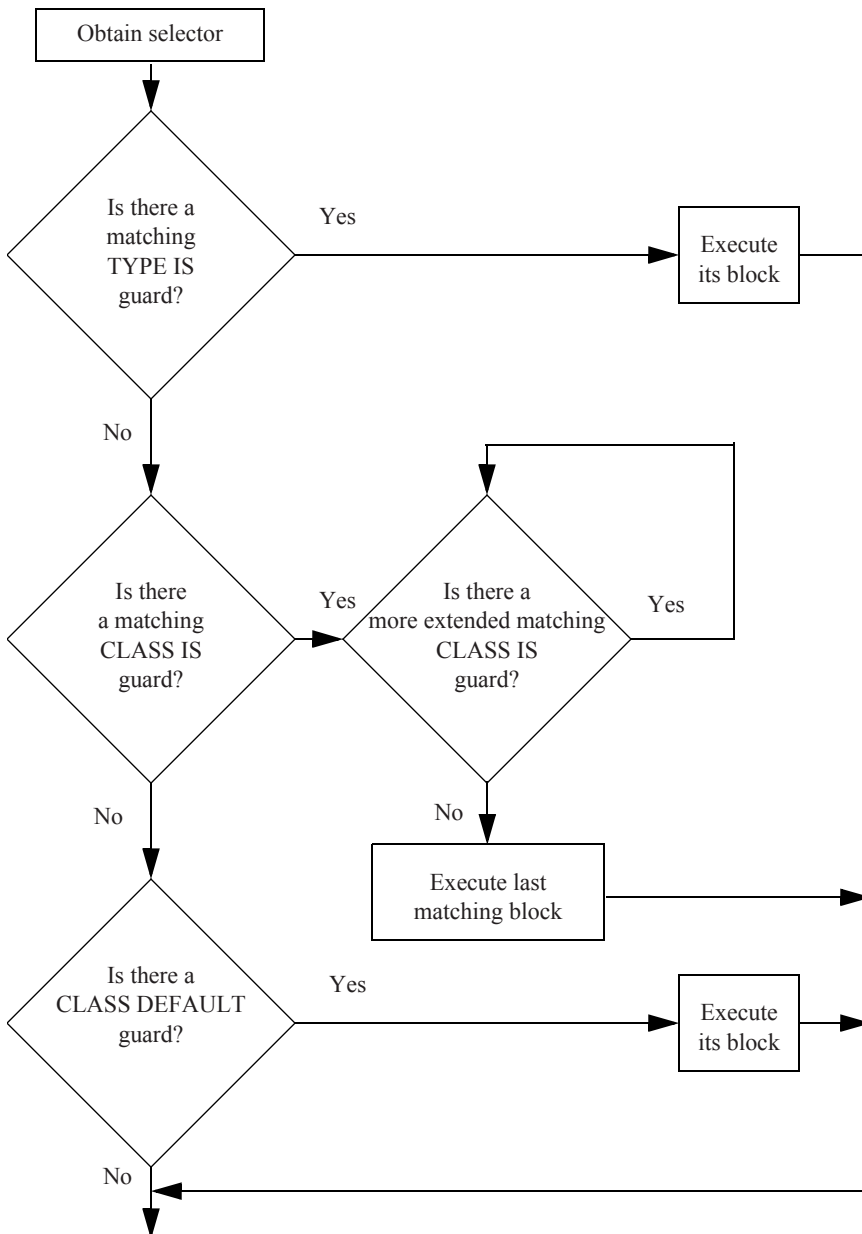 Obtain selector
Is there a
matching
TYPE IS
guard?
Yes
Execute
its block
No
Is there
a matching
CLASS IS
guard?
Yes
Is there a
more extended matching
CLASS IS
guard?
Yes
No
No
Execute last
matching block
Is there a
CLASS DEFAULT
guard?
Yes
Execute
its block
No